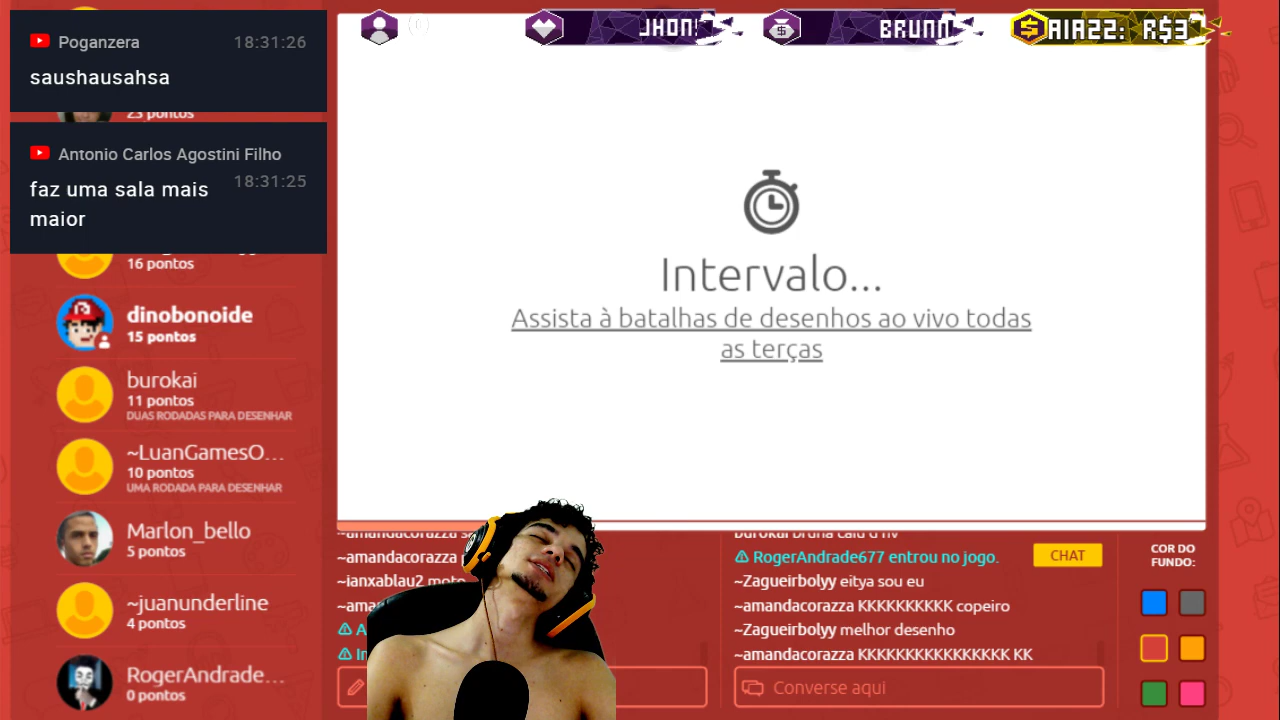 Poganzera 18:31:26
saushausahsa
Antonio Carlos Agostini Filho
18:31:25
faz uma sala mais
maior
JHON!
BRUNN
AIA22: R$3
23 pontos
16 pontos
dinobonoide
15 pontos
burokai
11 pontos
DUAS RODADAS PARA DESENHAR
~LuanGamesO...
10 pontos
UMA RODADA PARA DESENHAR
Marlon_bello
5 pontos
~juanunderline
4 pontos
RogerAndrade...
0 pontos
Intervalo...
Assista à batalhas de desenhos ao vivo todas
as terças
~amandacorazza
~amandacorazza
~ianxablau2 moto
RogerAndrade677 entrou no jogo.
~Zagueirbolyy eitya sou eu
~amandacorazza KKKKKKKKKK copeiro
~Zagueirbolyy melhor desenho
~amandacorazza KKKKKKKKKKKKKKKK KK
Converse aqui
CHAT
COR DO
FUNDO: